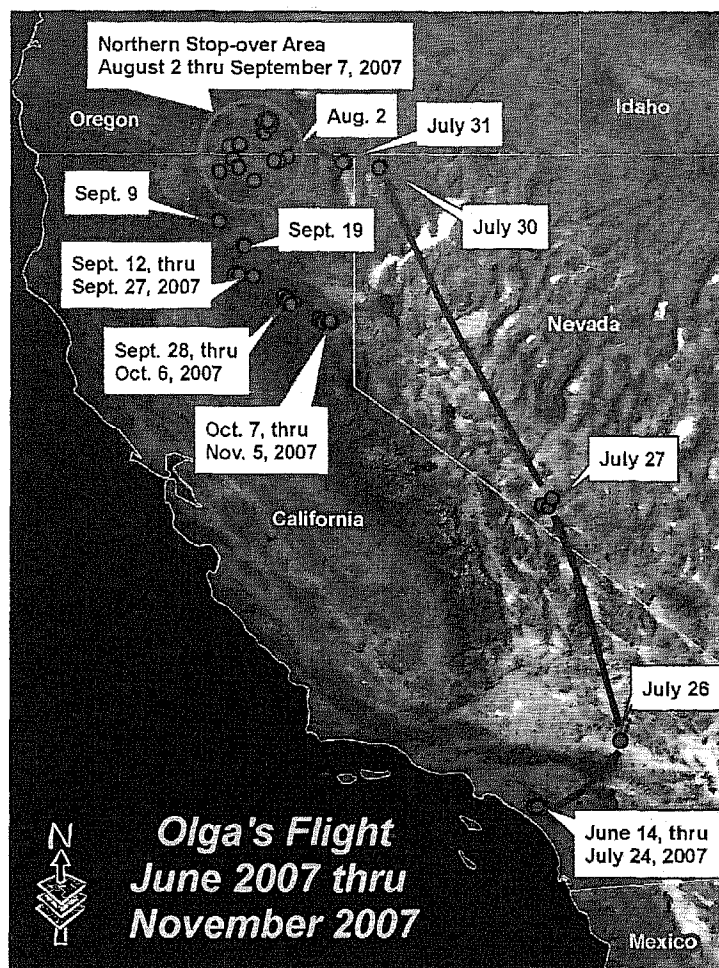 Northern Stop-over Area
August 2 thru September 7, 2007
Oregon
Aug. 2
July 31
Idaho
Sept. 9
Sept. 19
July 30
Sept. 12, thru
Sept. 27, 2007
Nevada
Sept. 28, thru
Oct. 6, 2007
Oct. 7, thru
Nov. 5, 2007
July 27
California
July 26
June 14, thru
July 24, 2007
N
Olga's Flight
June 2007 thru
November 2007
Mexico